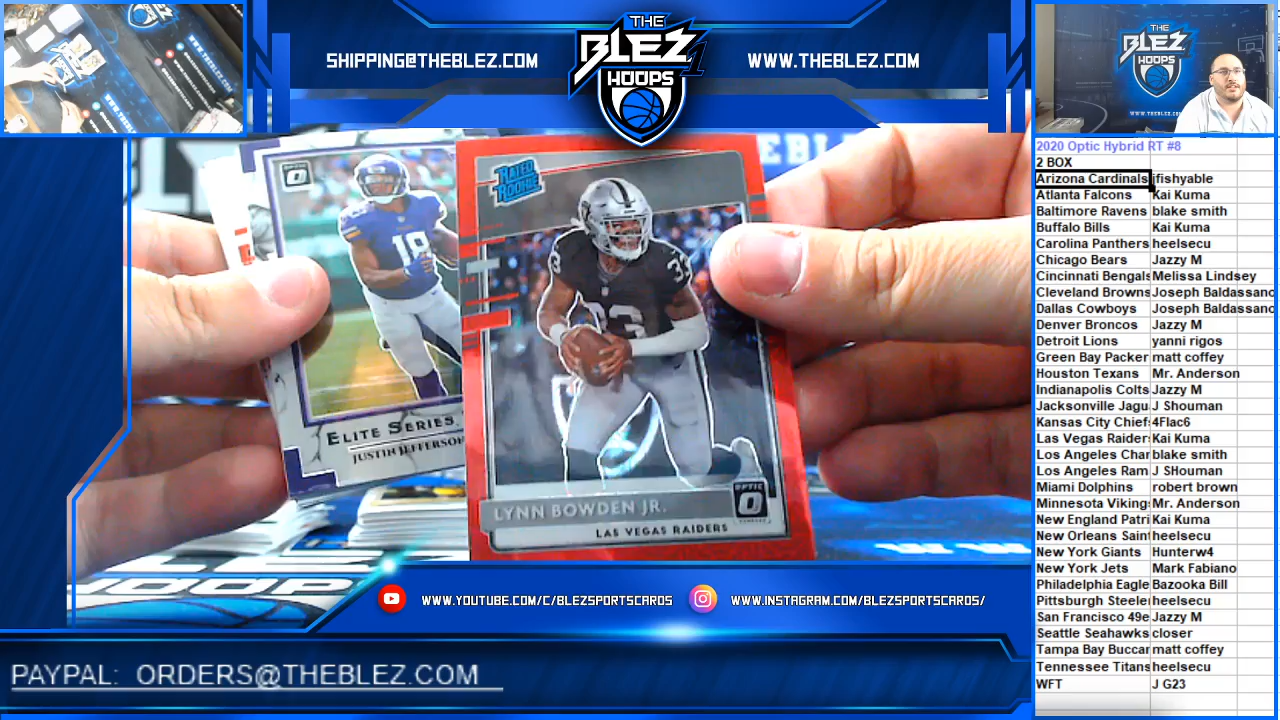 SHIPPING@THEBLEZ.COM
THE
BLEZ
HOOPS
WWW.THEBLEZ.COM
THE
BLEZ
HOOPS
2020 Optic Hybrid RT #8
2 BOX
Arizona Cardinals ifishyable
Atlanta Falcons Kai Kuma
Baltimore Ravens blake smith
Buffalo Bills Kai Kuma
Carolina Panthers heelsecu
Chicago Bears Jazzy M
Cincinnati Bengals Melissa Lindsey
Cleveland Browns Joseph Baldassano
Dallas Cowboys Joseph Baldassano
Denver Broncos Jazzy M
Detroit Lions yanni rigos
Green Bay Packer matt coffey
Houston Texans Mr. Anderson
Indianapolis Colts Jazzy M
Jacksonville Jagu J Shouman
Kansas City Chief 4Flac6
Las Vegas Raider Kai Kuma
Los Angeles Char blake smith
Los Angeles Ram J SHouman
Miami Dolphins robert brown
Minnesota Viking Mr. Anderson
New England Patri Kai Kuma
New Orleans Saint heelsecu
New York Giants Hunterw4
New York Jets Mark Fabiano
Philadelphia Eagle Bazooka Bill
Pittsburgh Steele heelsecu
San Francisco 49e Jazzy M
Seattle Seahawks closer
Tampa Bay Buccar matt coffey
Tennessee Titans heelsecu
WFT J G23
OPTIC
18
ELITE SERIES
JUSTIN JEFFERSON
RATED
ROOKIE
33
33
LYNN BOWDEN JR.
OPTIC
LAS VEGAS RAIDERS
WWW.YOUTUBE.COM/C/BLEZSPORTSCARDS
WWW.INSTAGRAM.COM/BLEZSPORTSCARDS/
PAYPAL: ORDERS@THEBLEZ.COM